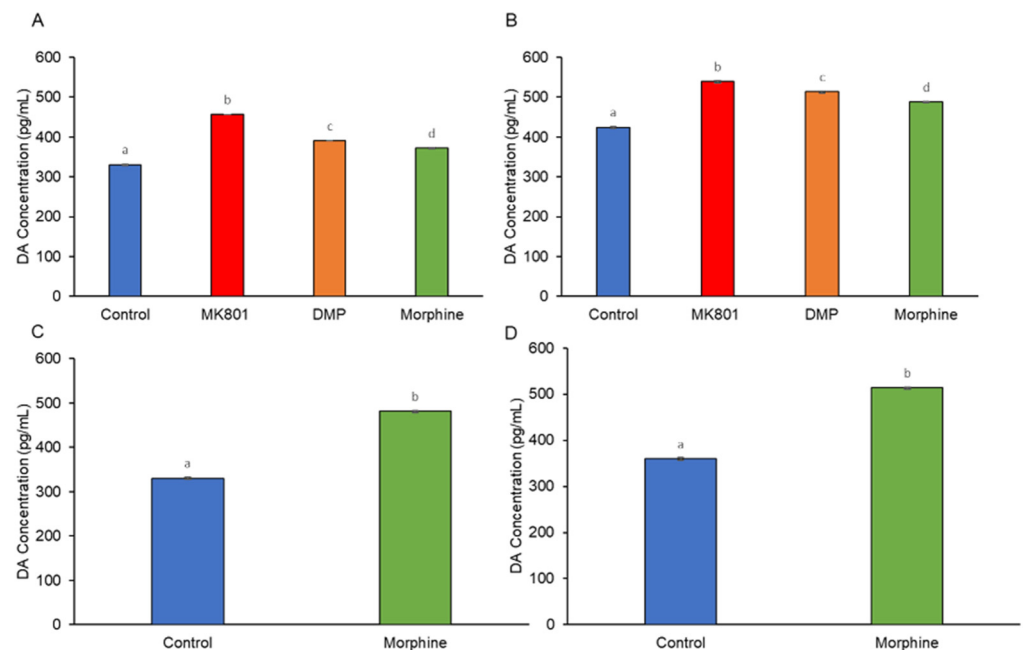 A
DA Concentration (pg/mL)
600
500
400
300
200
100
0
a
b
c
d
Control MK801 DMP Morphine
B
DA Concentration (pg/mL)
600
500
400
300
200
100
0
a
b
c
d
Control MK801 DMP Morphine
C
DA Concentration (pg/mL)
600
500
400
300
200
100
0
a
b
Control Morphine
D
DA Concentration (pg/mL)
600
500
400
300
200
100
0
a
b
Control Morphine